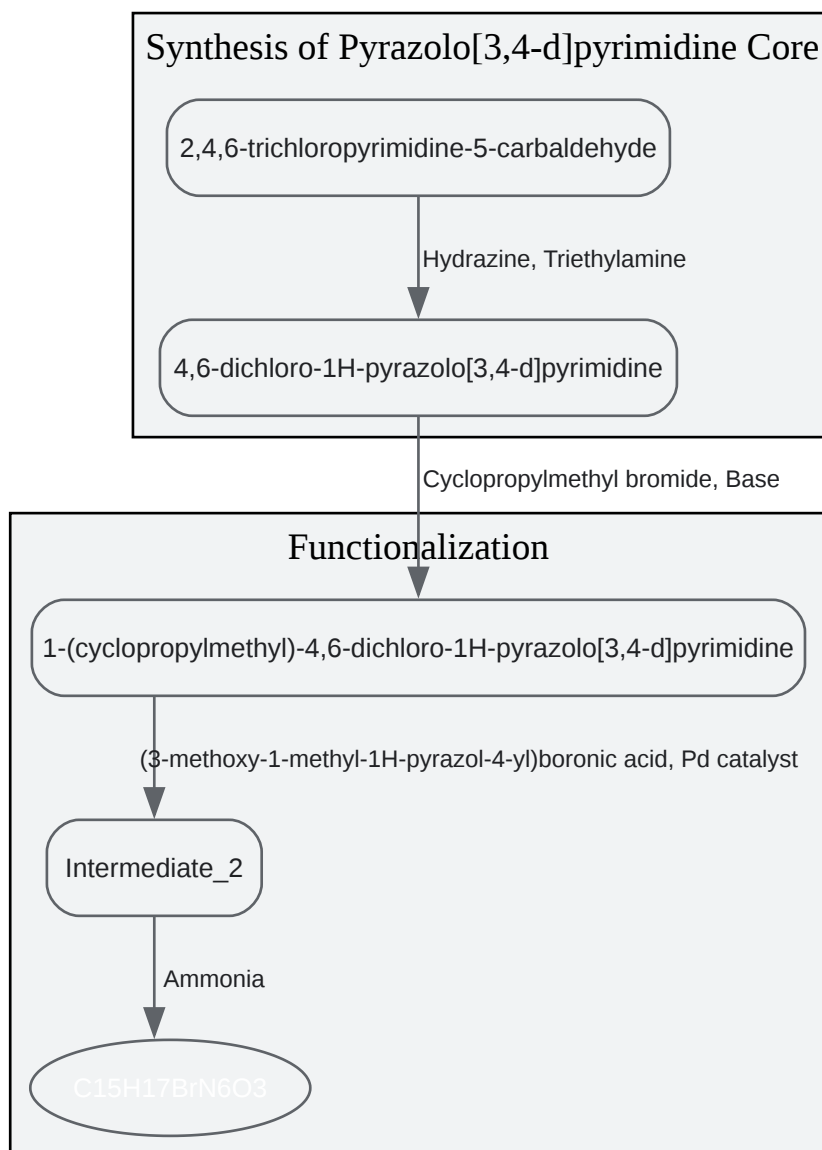 Synthesis of Pyrazolo[3,4-d]pyrimidine Core
2,4,6-trichloropyrimidine-5-carbaldehyde
Hydrazine, Triethylamine
4,6-dichloro-1H-pyrazolo[3,4-d]pyrimidine
Cyclopropylmethyl bromide, Base
Functionalization
1-(cyclopropylmethyl)-4,6-dichloro-1H-pyrazolo[3,4-d]pyrimidine
(3-methoxy-1-methyl-1H-pyrazol-4-yl)boronic acid, Pd catalyst
Intermediate_2
Ammonia
C15H17BrN6O3